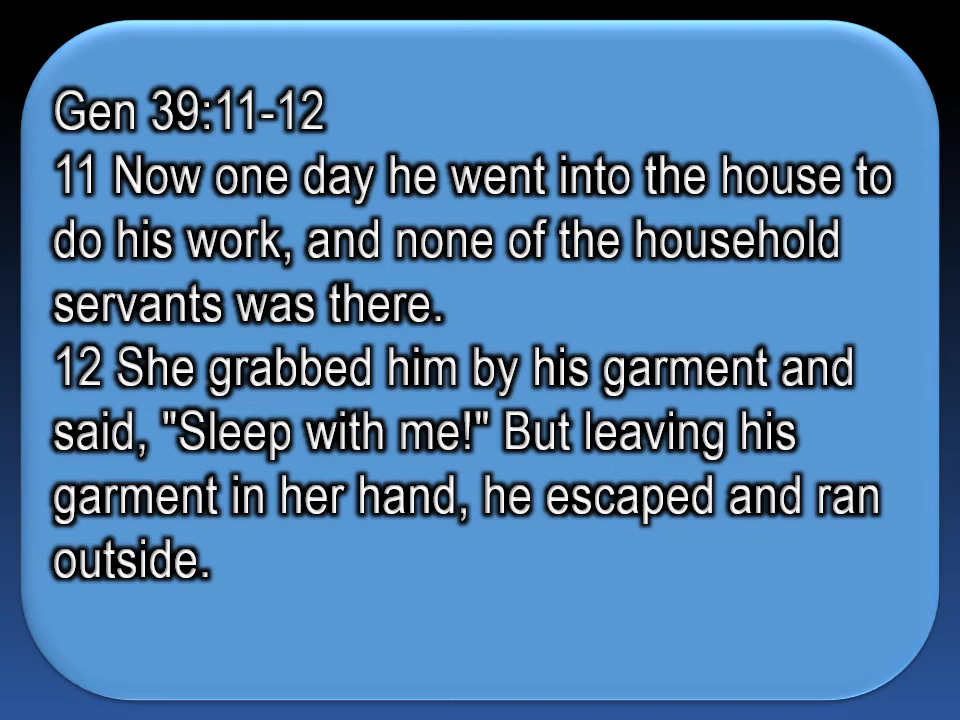 Gen 39:11-12
11 Now one day he went into the house to
do his work, and none of the household
servants was there.
12 She grabbed him by his garment and
said, "Sleep with me!" But leaving his
garment in her hand, he escaped and ran
outside.